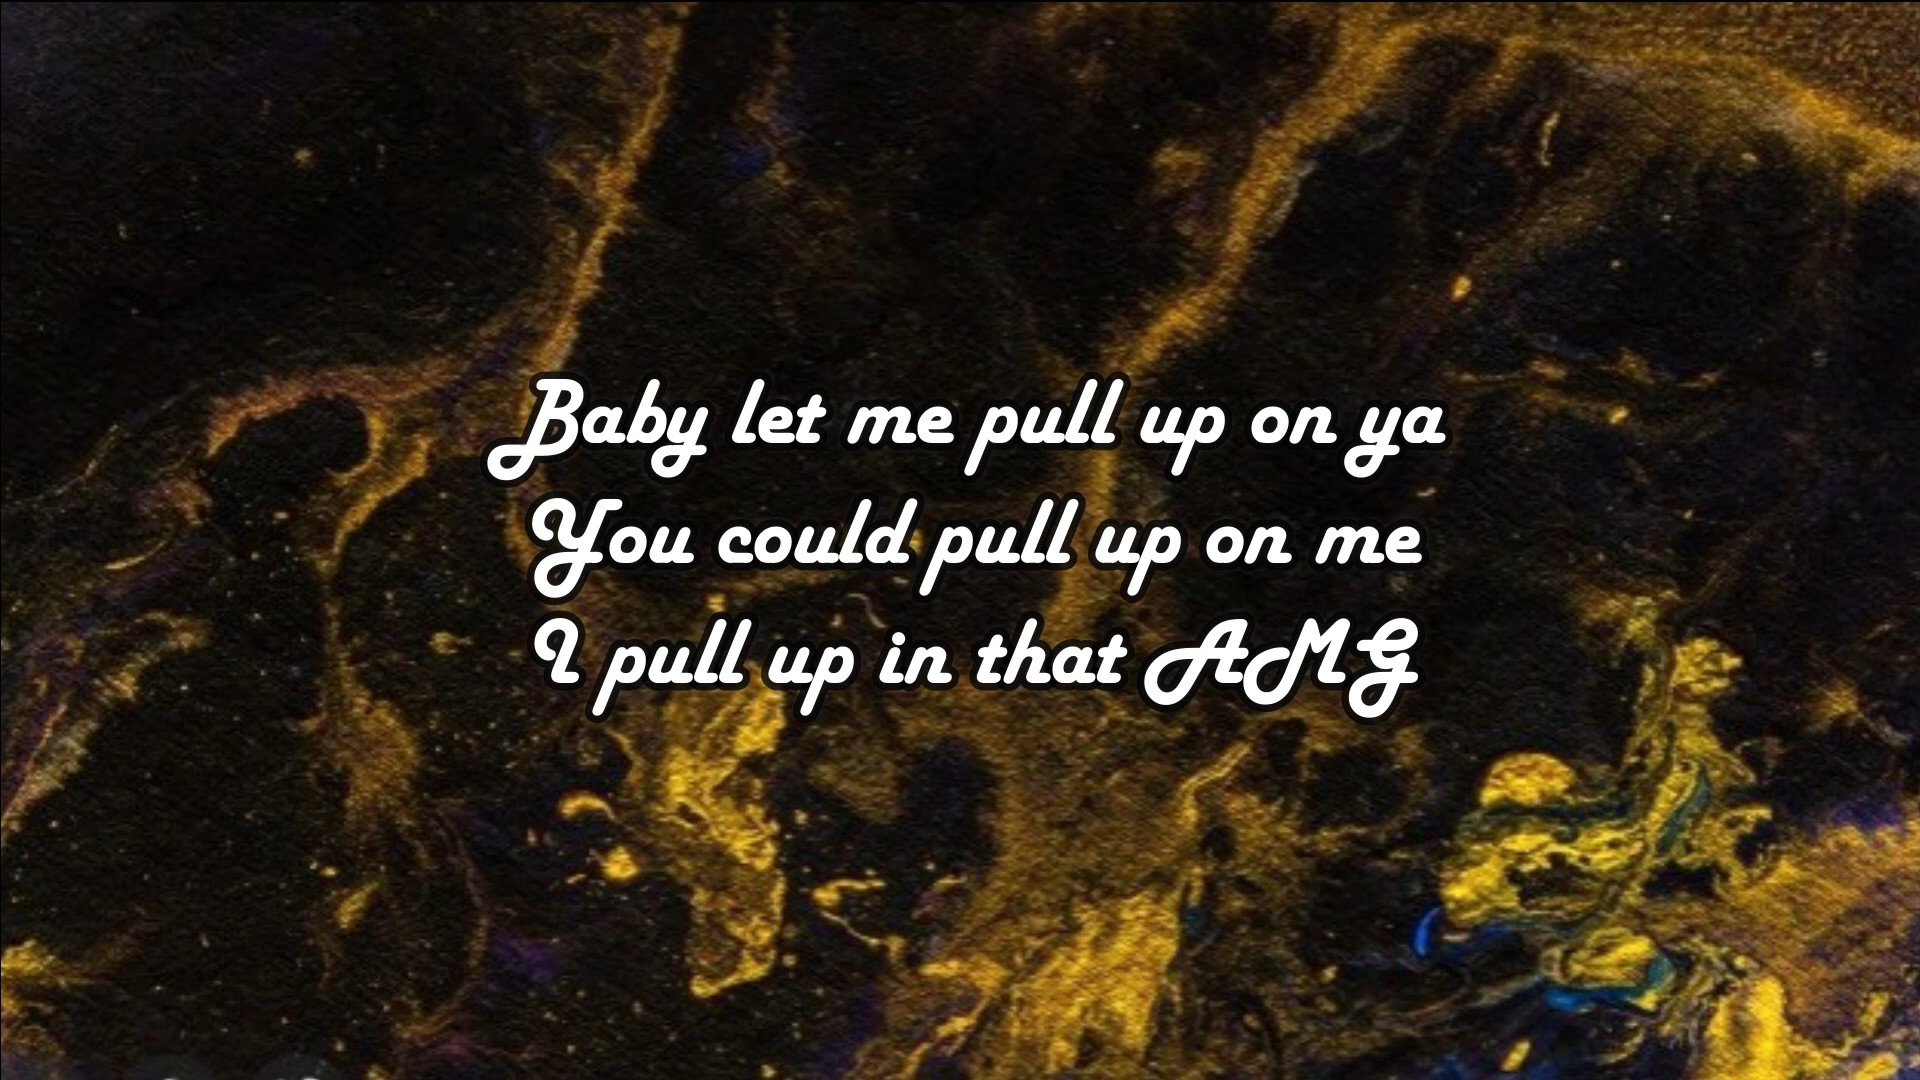 Baby let me pull up on ya
You could pull up on me
I pull up in that AMG